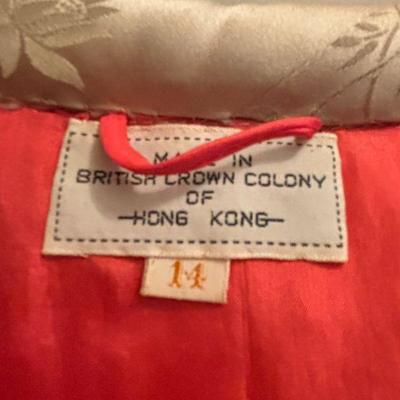 MADE IN
BRITISH CROWN COLONY
OF
—HONG KONG—
14